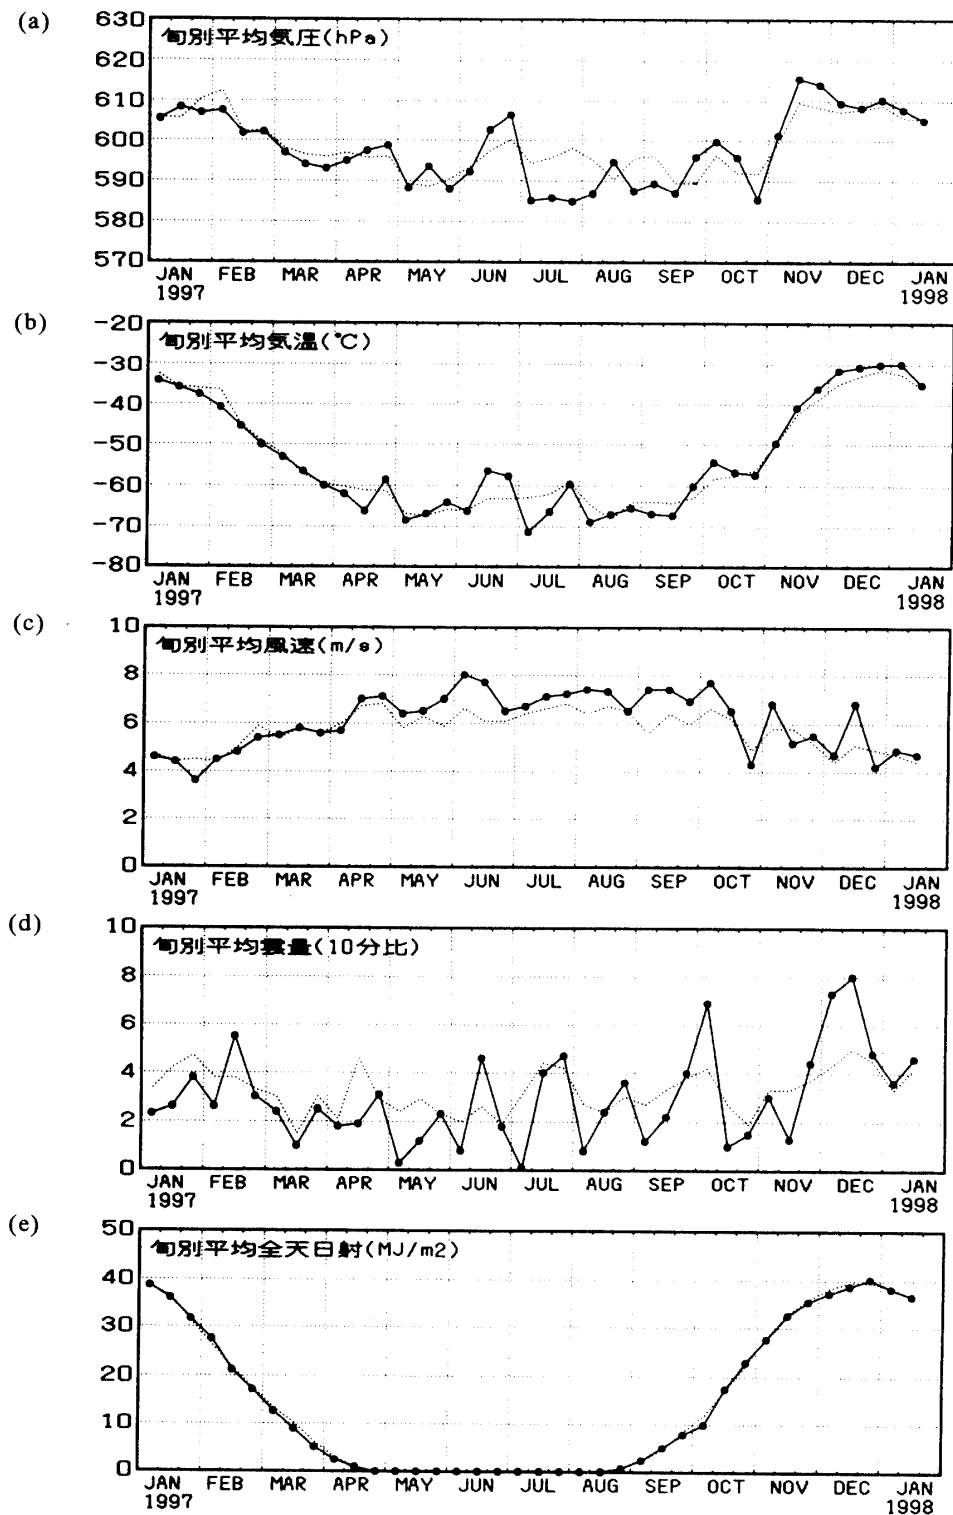 (a)
旬別平均気圧(hPa)
630
620
610
600
590
580
570
JAN FEB MAR APR MAY JUN JUL AUG SEP OCT NOV DEC JAN
1997 1998
(b)
旬別平均気温(℃)
-20
-30
-40
-50
-60
-70
-80
JAN FEB MAR APR MAY JUN JUL AUG SEP OCT NOV DEC JAN
1997 1998
(c)
旬別平均風速(m/s)
10
8
6
4
2
0
JAN FEB MAR APR MAY JUN JUL AUG SEP OCT NOV DEC JAN
1997 1998
(d)
旬別平均雲量(10分比)
10
8
6
4
2
0
JAN FEB MAR APR MAY JUN JUL AUG SEP OCT NOV DEC JAN
1997 1998
(e)
旬別平均全天日射(MJ/m2)
50
40
30
20
10
0
JAN FEB MAR APR MAY JUN JUL AUG SEP OCT NOV DEC JAN
1997 1998